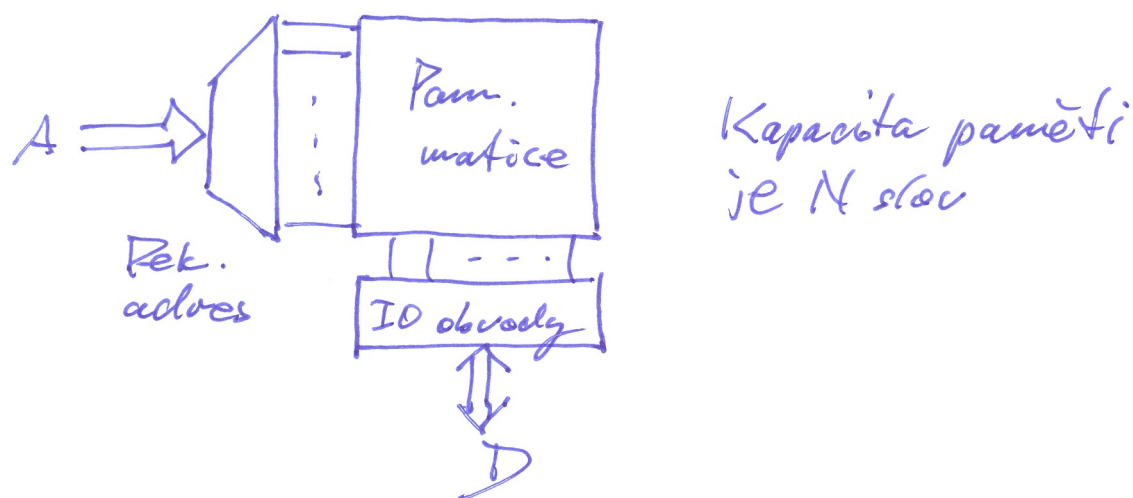 A
Dek.
adres
Pam.
matice
IO obvody
D
Kapacita paměti
je N slov